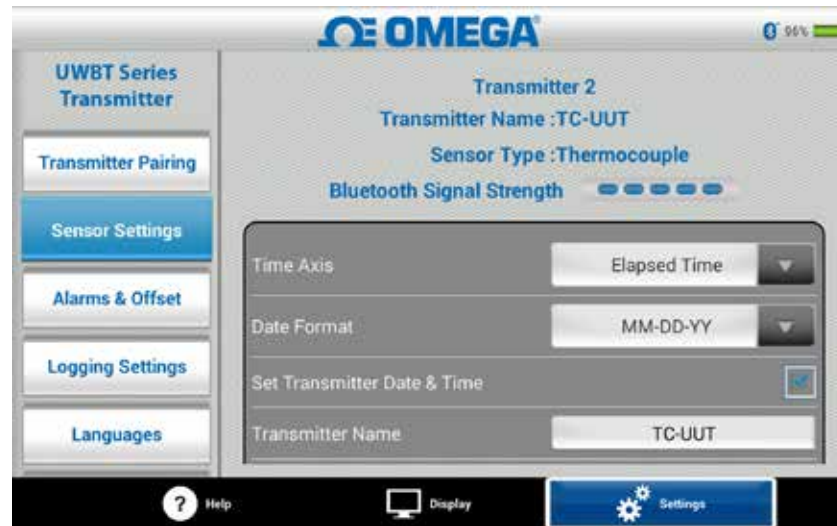 OMEGA
96%
UWBT Series
Transmitter
Transmitter Pairing
Sensor Settings
Alarms & Offset
Logging Settings
Languages
Transmitter 2
Transmitter Name :TC-UUT
Sensor Type :Thermocouple
Bluetooth Signal Strength
Time Axis
Elapsed Time
Date Format
MM-DD-YY
Set Transmitter Date & Time
Transmitter Name
TC-UUT
? Help
Display
Settings